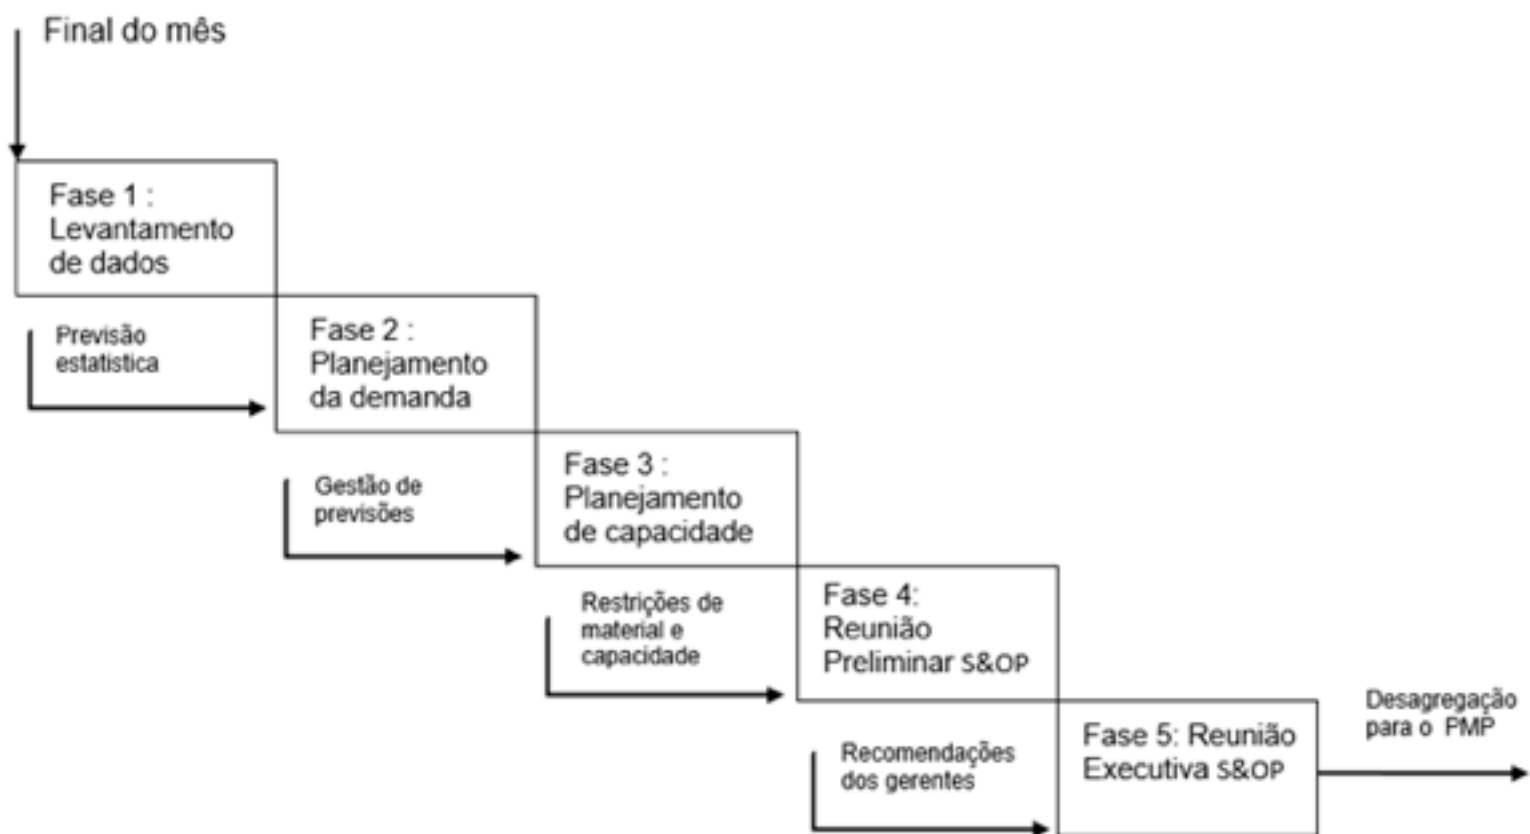 Final do mês
Fase 1 :
Levantamento
de dados
Previsão
estatistica
Fase 2 :
Planejamento
da demanda
Gestão de
previsões
Fase 3 :
Planejamento
de capacidade
Restrições de
material e
capacidade
Fase 4:
Reunião
Preliminar S&OP
Recomendações
dos gerentes
Fase 5: Reunião
Executiva S&OP
Desagregação
para o PMP